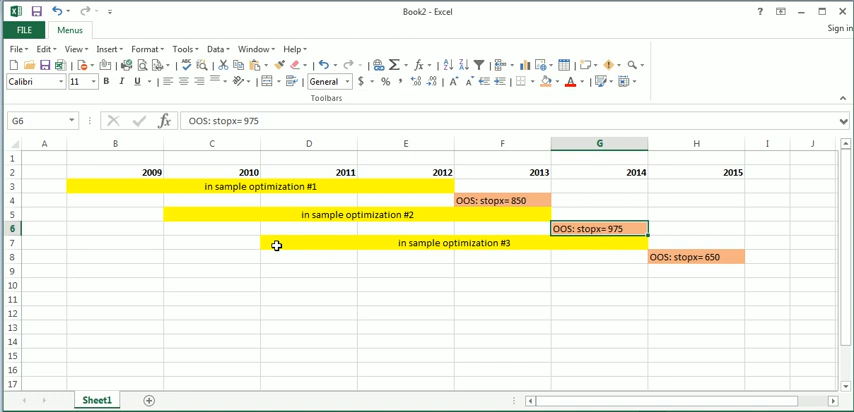 Book2 - Excel
Sign in
FILE
Menus
File Edit View Insert Format Tools Data Window Help
Calibri 11 B I U General $ % ,
Toolbars
G6 fx OOS: stopx= 975
A B C D E F G H I J
1
2 2009 2010 2011 2012 2013 2014 2015
3 in sample optimization #1
4 OOS: stopx= 850
5 in sample optimization #2
6 OOS: stopx= 975
7 in sample optimization #3
8 OOS: stopx= 650
9
10
11
12
13
14
15
16
17
Sheet1